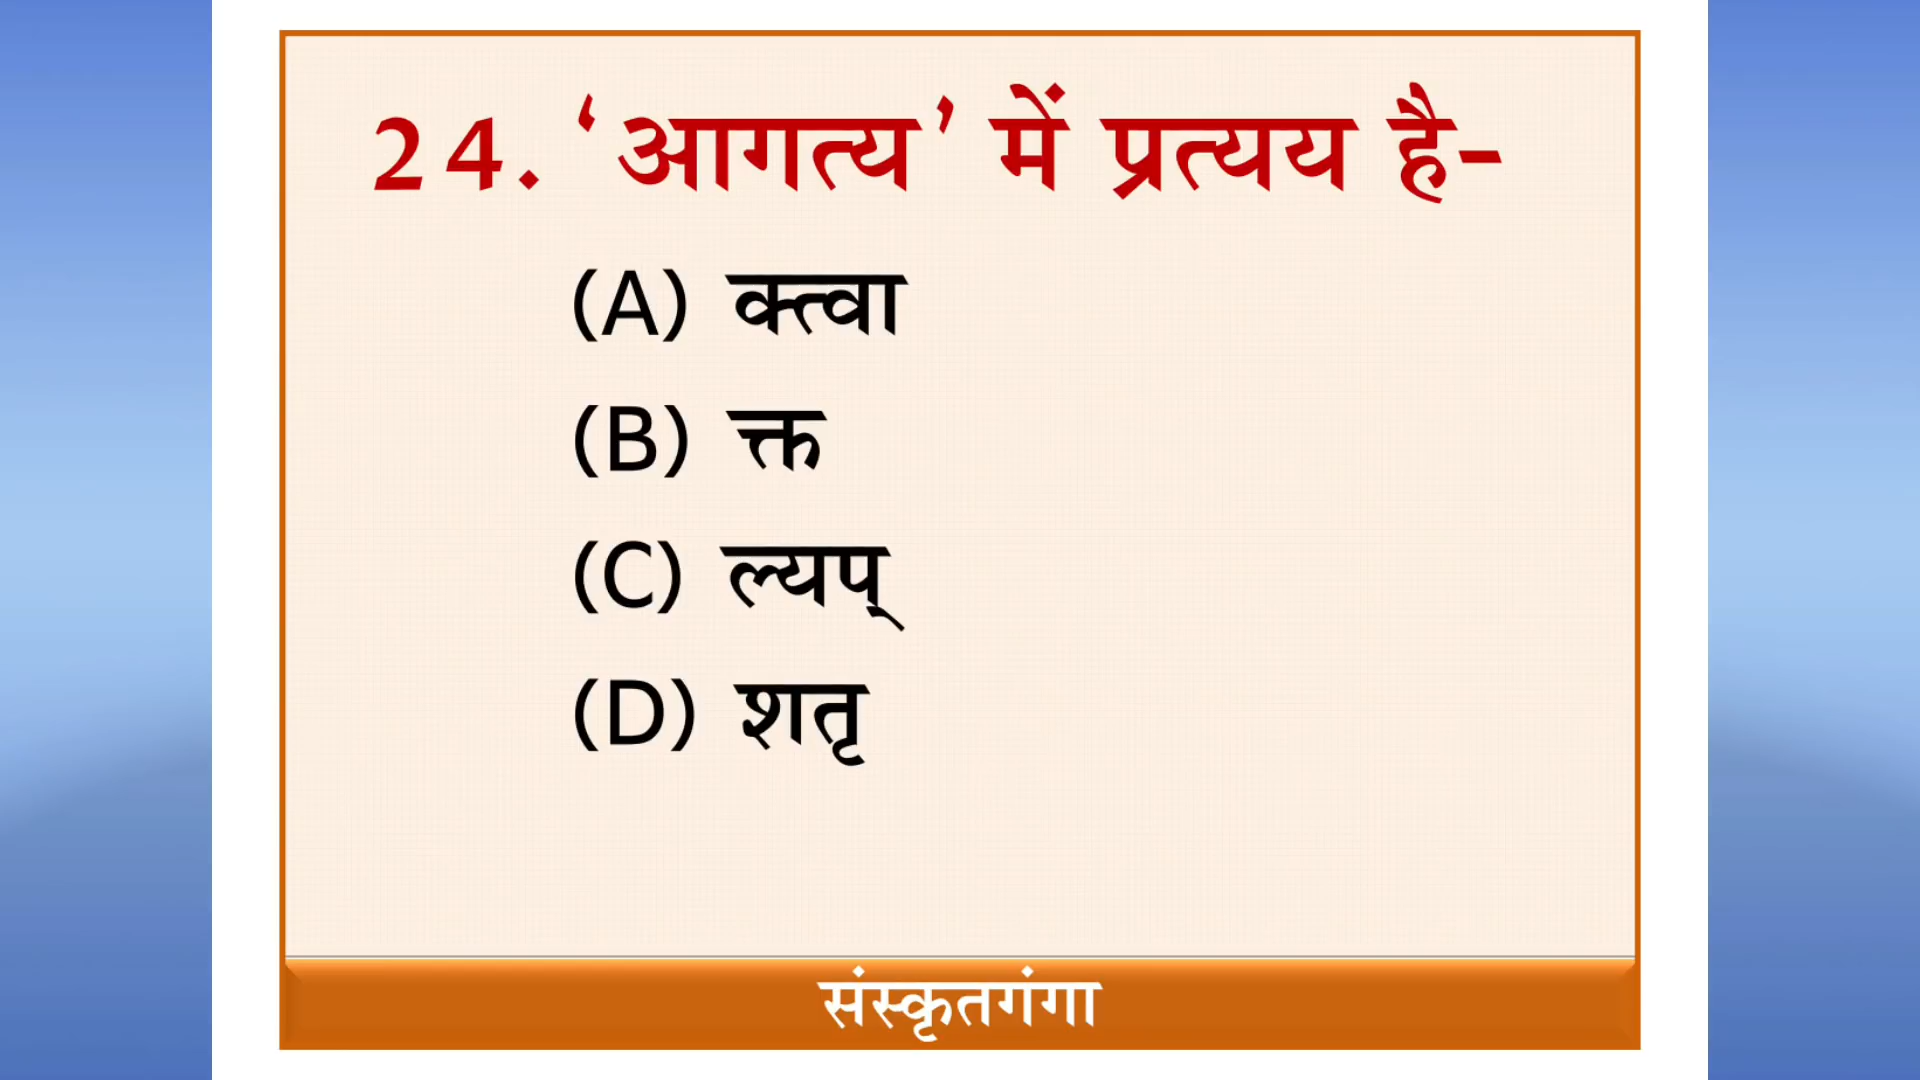 24. ‘आगत्य’ में प्रत्यय है-
(A) क्त्वा
(B) क्त
(C) ल्यप्
(D) शतृ
संस्कृतगंगा